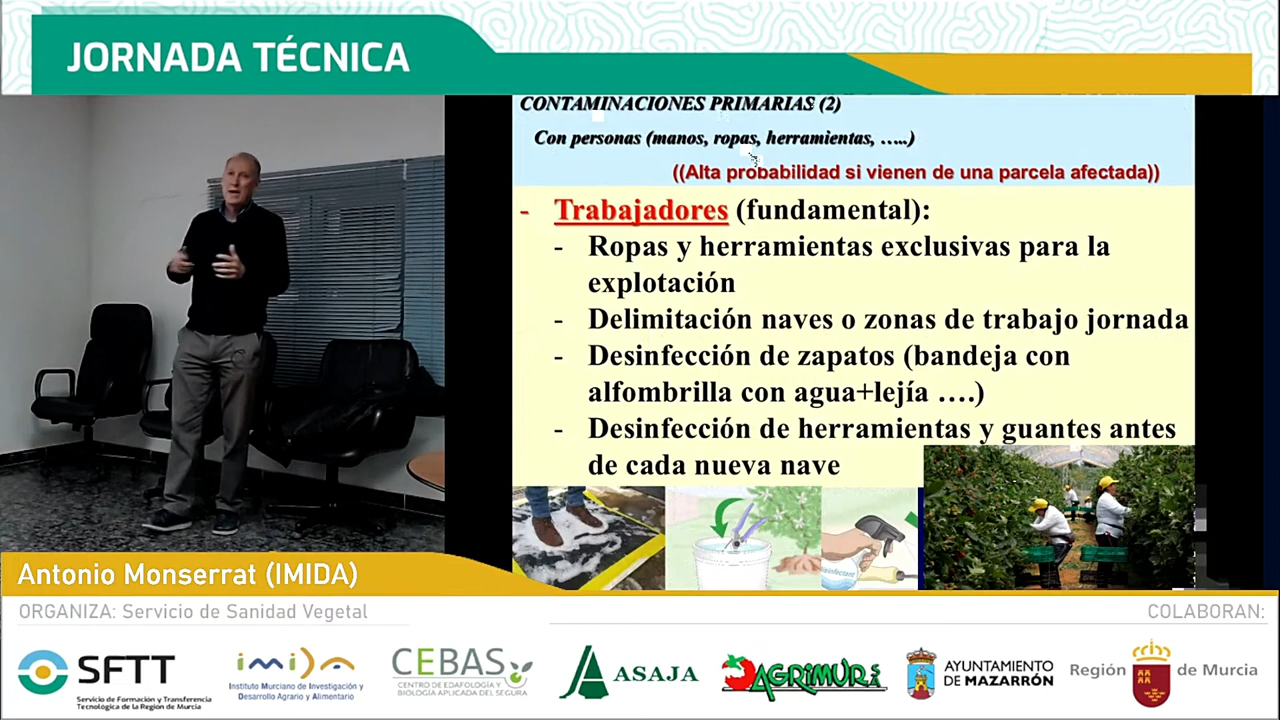 JORNADA TÉCNICA
CONTAMINACIONES PRIMARIAS (2)
Con personas (manos, ropas, herramientas, …..)
((Alta probabilidad si vienen de una parcela afectada))
- Trabajadores (fundamental):
- Ropas y herramientas exclusivas para la
explotación
- Delimitación naves o zonas de trabajo jornada
- Desinfección de zapatos (bandeja con
alfombrilla con agua+lejía ….)
- Desinfección de herramientas y guantes antes
de cada nueva nave
Antonio Monserrat (IMIDA)
ORGANIZA: Servicio de Sanidad Vegetal
COLABORAN:
SFTT
Servicio de Formación y Transferencia
Tecnológica de la Región de Murcia
imida
Instituto Murciano de Investigación y
Desarrollo Agrario y Alimentario
CEBAS
CENTRO DE EDAFOLOGÍA Y
BIOLOGÍA APLICADA DEL SEGURA
ASAJA
AGRIMUR
AYUNTAMIENTO
DE MAZARRÓN
Región de Murcia